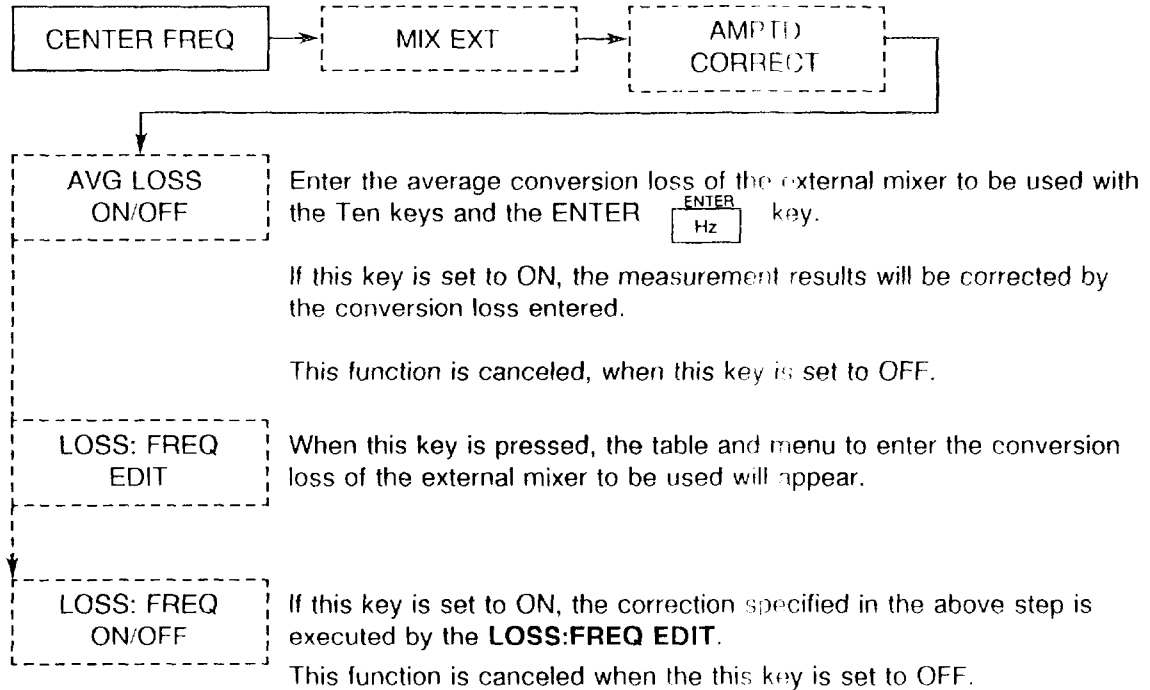 CENTER FREQ
MIX EXT
AMPTD
CORRECT
AVG LOSS
ON/OFF
Enter the average conversion loss of the external mixer to be used with
the Ten keys and the ENTER ENTER Hz key.
If this key is set to ON, the measurement results will be corrected by
the conversion loss entered.
This function is canceled, when this key is set to OFF.
LOSS: FREQ
EDIT
When this key is pressed, the table and menu to enter the conversion
loss of the external mixer to be used will appear.
LOSS: FREQ
ON/OFF
If this key is set to ON, the correction specified in the above step is
executed by the LOSS:FREQ EDIT.
This function is canceled when the this key is set to OFF.